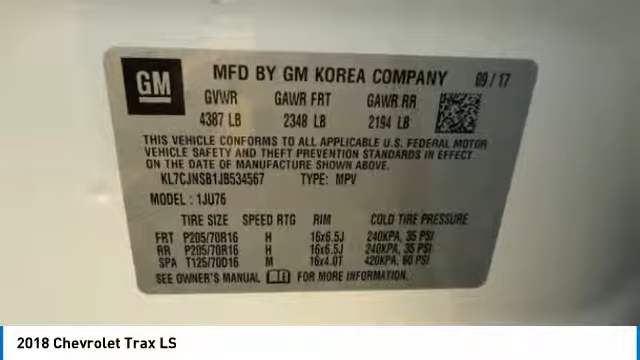 GM
MFD BY GM KOREA COMPANY 09/17
GVWR GAWR FRT GAWR RR
4387 LB 2348 LB 2194 LB
THIS VEHICLE CONFORMS TO ALL APPLICABLE U.S. FEDERAL MOTOR
VEHICLE SAFETY AND THEFT PREVENTION STANDARDS IN EFFECT
ON THE DATE OF MANUFACTURE SHOWN ABOVE.
KL7CJNSB1JB534567 TYPE: MPV
MODEL : 1JU76
TIRE SIZE SPEED RTG RIM COLD TIRE PRESSURE
FRT P205/70R16 H 16x6.5J 240KPA, 35 PSI
RR P205/70R16 H 16x6.5J 240KPA, 35 PSI
SPA T125/70D16 M 16x4.0T 420KPA, 60 PSI
SEE OWNER'S MANUAL FOR MORE INFORMATION.
2018 Chevrolet Trax LS